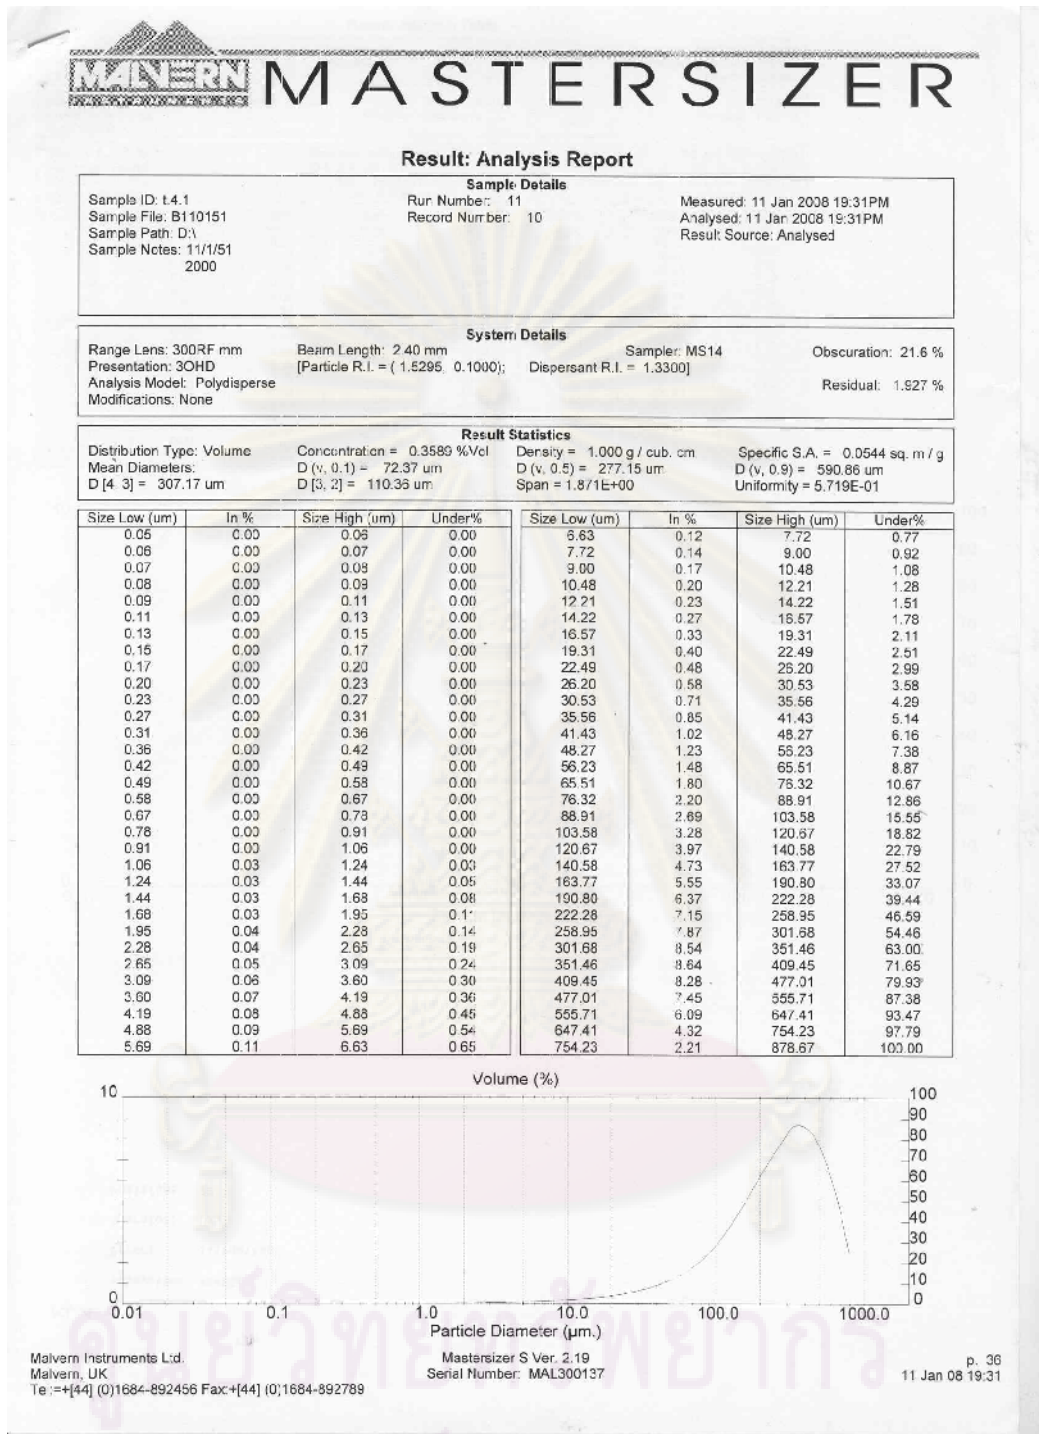 MALVERN MASTERSIZER
Result: Analysis Report
Sample Details
Sample ID: t.4.1 Run Number: 11 Measured: 11 Jan 2008 19:31PM
Sample File: B110151 Record Number: 10 Analysed: 11 Jan 2008 19:31PM
Sample Path: D:\ Result Source: Analysed
Sample Notes: 11/1/51
2000
System Details
Range Lens: 300RF mm Beam Length: 2.40 mm Sampler: MS14 Obscuration: 21.6 %
Presentation: 3OHD [Particle R.I. = ( 1.5295, 0.1000); Dispersant R.I. = 1.3300]
Analysis Model: Polydisperse Residual: 1.927 %
Modifications: None
Result Statistics
Distribution Type: Volume Concentration = 0.3589 %Vol Density = 1.000 g / cub. cm Specific S.A. = 0.0544 sq. m / g
Mean Diameters: D (v, 0.1) = 72.37 um D (v, 0.5) = 277.15 um D (v, 0.9) = 590.86 um
D [4, 3] = 307.17 um D [3, 2] = 110.36 um Span = 1.871E+00 Uniformity = 5.719E-01
Size Low (um) In % Size High (um) Under% Size Low (um) In % Size High (um) Under%
0.05 0.00 0.06 0.00 6.63 0.12 7.72 0.77
0.06 0.00 0.07 0.00 7.72 0.14 9.00 0.92
0.07 0.00 0.08 0.00 9.00 0.17 10.48 1.08
0.08 0.00 0.09 0.00 10.48 0.20 12.21 1.28
0.09 0.00 0.11 0.00 12.21 0.23 14.22 1.51
0.11 0.00 0.13 0.00 14.22 0.27 16.57 1.78
0.13 0.00 0.15 0.00 16.57 0.33 19.31 2.11
0.15 0.00 0.17 0.00 19.31 0.40 22.49 2.51
0.17 0.00 0.20 0.00 22.49 0.48 26.20 2.99
0.20 0.00 0.23 0.00 26.20 0.58 30.53 3.58
0.23 0.00 0.27 0.00 30.53 0.71 35.56 4.29
0.27 0.00 0.31 0.00 35.56 0.85 41.43 5.14
0.31 0.00 0.36 0.00 41.43 1.02 48.27 6.16
0.36 0.00 0.42 0.00 48.27 1.23 56.23 7.38
0.42 0.00 0.49 0.00 56.23 1.48 65.51 8.87
0.49 0.00 0.58 0.00 65.51 1.80 76.32 10.67
0.58 0.00 0.67 0.00 76.32 2.20 88.91 12.86
0.67 0.00 0.78 0.00 88.91 2.69 103.58 15.55
0.78 0.00 0.91 0.00 103.58 3.28 120.67 18.82
0.91 0.00 1.06 0.00 120.67 3.97 140.58 22.79
1.06 0.03 1.24 0.03 140.58 4.73 163.77 27.52
1.24 0.03 1.44 0.05 163.77 5.55 190.80 33.07
1.44 0.03 1.68 0.08 190.80 6.37 222.28 39.44
1.68 0.03 1.95 0.11 222.28 7.15 258.95 46.59
1.95 0.04 2.28 0.14 258.95 7.87 301.68 54.46
2.28 0.04 2.65 0.19 301.68 8.54 351.46 63.00
2.65 0.05 3.09 0.24 351.46 8.64 409.45 71.65
3.09 0.06 3.60 0.30 409.45 8.28 477.01 79.93
3.60 0.07 4.19 0.36 477.01 7.45 555.71 87.38
4.19 0.08 4.88 0.45 555.71 6.09 647.41 93.47
4.88 0.09 5.69 0.54 647.41 4.32 754.23 97.79
5.69 0.11 6.63 0.65 754.23 2.21 878.67 100.00
Volume (%)
10 100
90
80
70
60
50
40
30
20
10
0 0
0.01 0.1 1.0 10.0 100.0 1000.0
Particle Diameter (µm.)
ศูนย์วิทยทรัพยากร
Malvern Instruments Ltd. Mastersizer S Ver. 2.19 p. 36
Malvern, UK Serial Number: MAL300137 11 Jan 08 19:31
Tel:=+[44] (0)1684-892456 Fax:+[44] (0)1684-892789